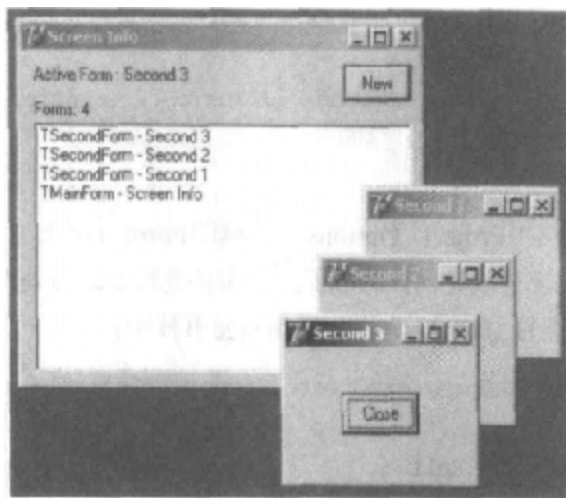 Screen Info
Active Form: Second 3
New
Forms: 4
TSecondForm - Second 3
TSecondForm - Second 2
TSecondForm - Second 1
TMainForm - Screen Info
Second
Second 2
Second 3
Close